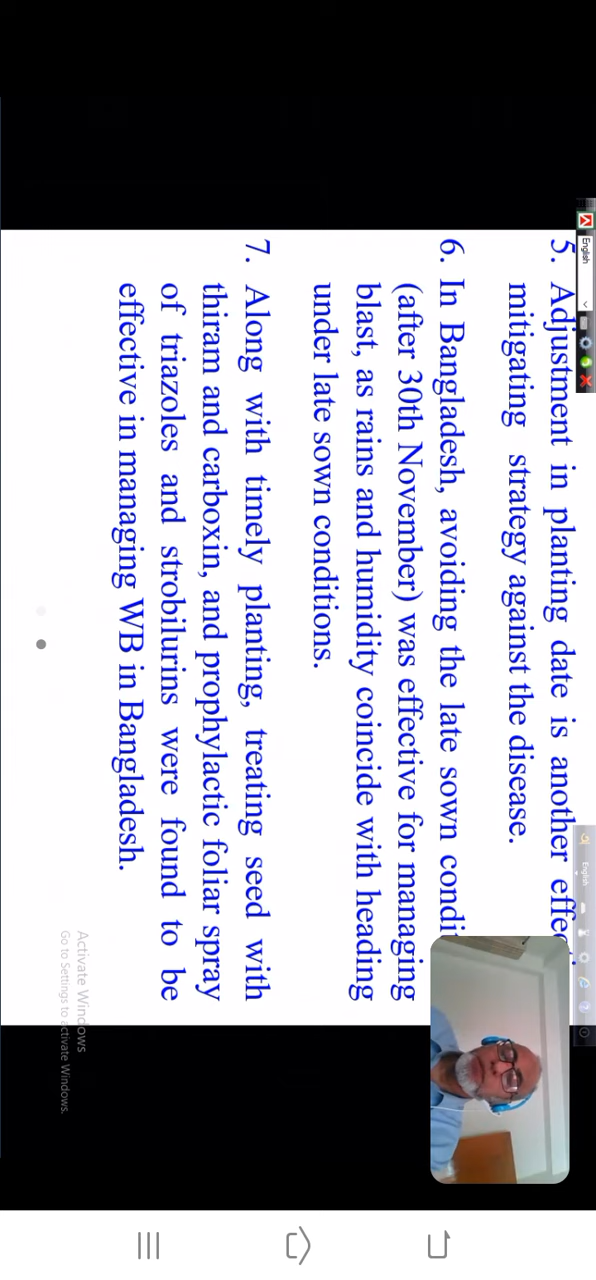 English
5. Adjustment in planting date is another
mitigating strategy against the disease.
6. In Bangladesh, avoiding the late sown
(after 30th November) was effective for managing
blast, as rains and humidity coincide with heading
under late sown conditions.
7. Along with timely planting, treating seed with
thiram and carboxin, and prophylactic foliar spray
of triazoles and strobilurins were found to be
effective in managing WB in Bangladesh.
Activate Windows
Go to Settings to activate Windows.
English